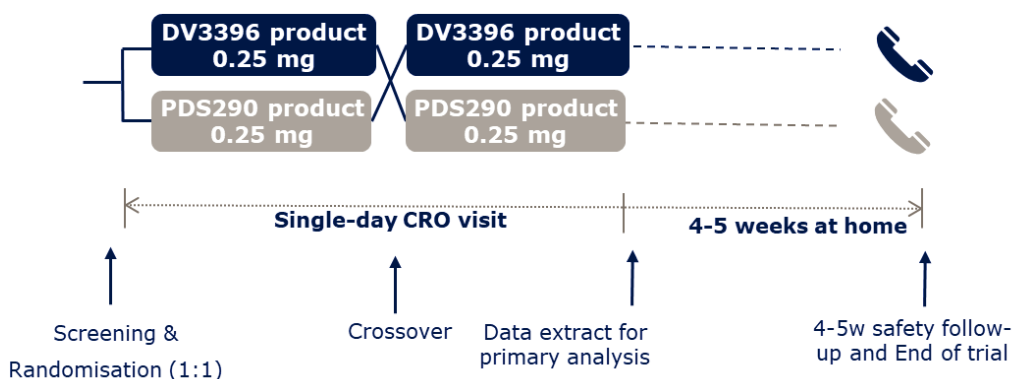 DV3396 product
0.25 mg
DV3396 product
0.25 mg
PDS290 product
0.25 mg
PDS290 product
0.25 mg
Single-day CRO visit
4-5 weeks at home
Screening &
Randomisation (1:1)
Crossover
Data extract for
primary analysis
4-5w safety follow-
up and End of trial